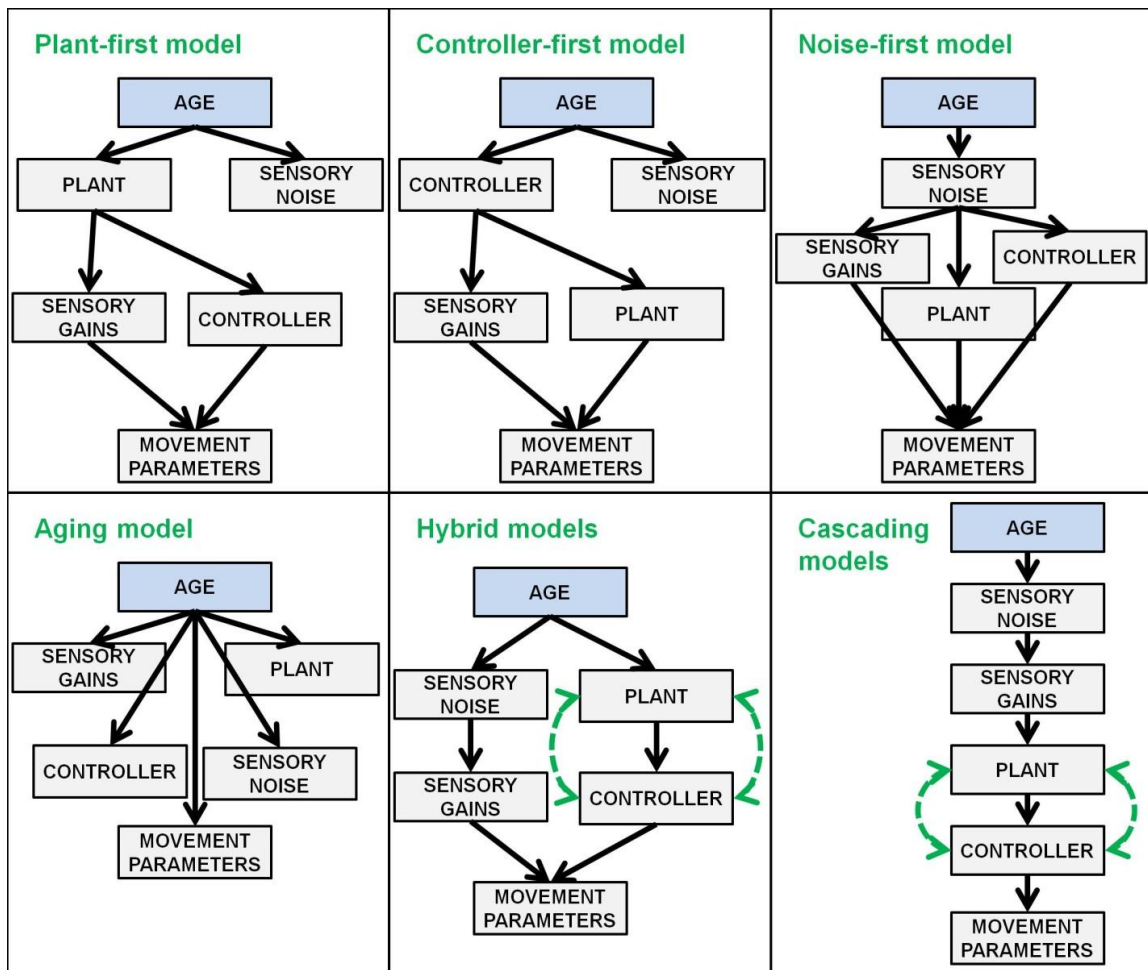 Plant-first model
AGE
PLANT
SENSORY
NOISE
SENSORY
GAINS
CONTROLLER
MOVEMENT
PARAMETERS
Controller-first model
AGE
CONTROLLER
SENSORY
NOISE
SENSORY
GAINS
PLANT
MOVEMENT
PARAMETERS
Noise-first model
AGE
SENSORY
NOISE
SENSORY
GAINS
CONTROLLER
PLANT
MOVEMENT
PARAMETERS
Aging model
AGE
SENSORY
GAINS
PLANT
CONTROLLER
SENSORY
NOISE
MOVEMENT
PARAMETERS
Hybrid models
AGE
SENSORY
NOISE
PLANT
SENSORY
GAINS
CONTROLLER
MOVEMENT
PARAMETERS
Cascading
models
AGE
SENSORY
NOISE
SENSORY
GAINS
PLANT
CONTROLLER
MOVEMENT
PARAMETERS